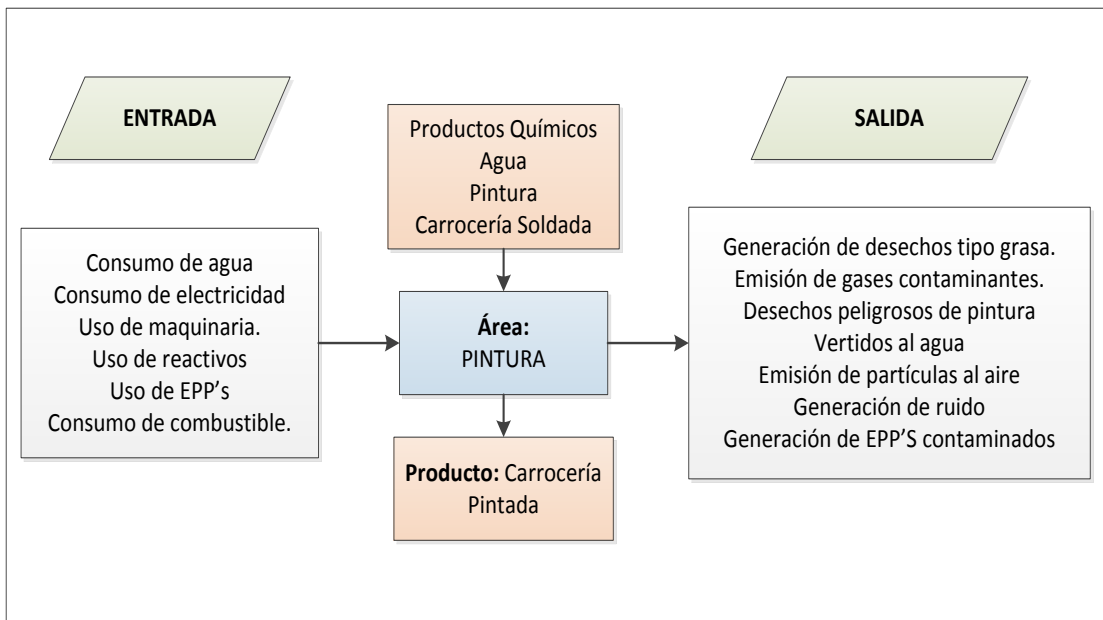 ENTRADA
Productos Químicos
Agua
Pintura
Carrocería Soldada
SALIDA
Consumo de agua
Consumo de electricidad
Uso de maquinaria.
Uso de reactivos
Uso de EPP's
Consumo de combustible.
Área:
PINTURA
Generación de desechos tipo grasa.
Emisión de gases contaminantes.
Desechos peligrosos de pintura
Vertidos al agua
Emisión de partículas al aire
Generación de ruido
Generación de EPP'S contaminados
Producto: Carrocería
Pintada